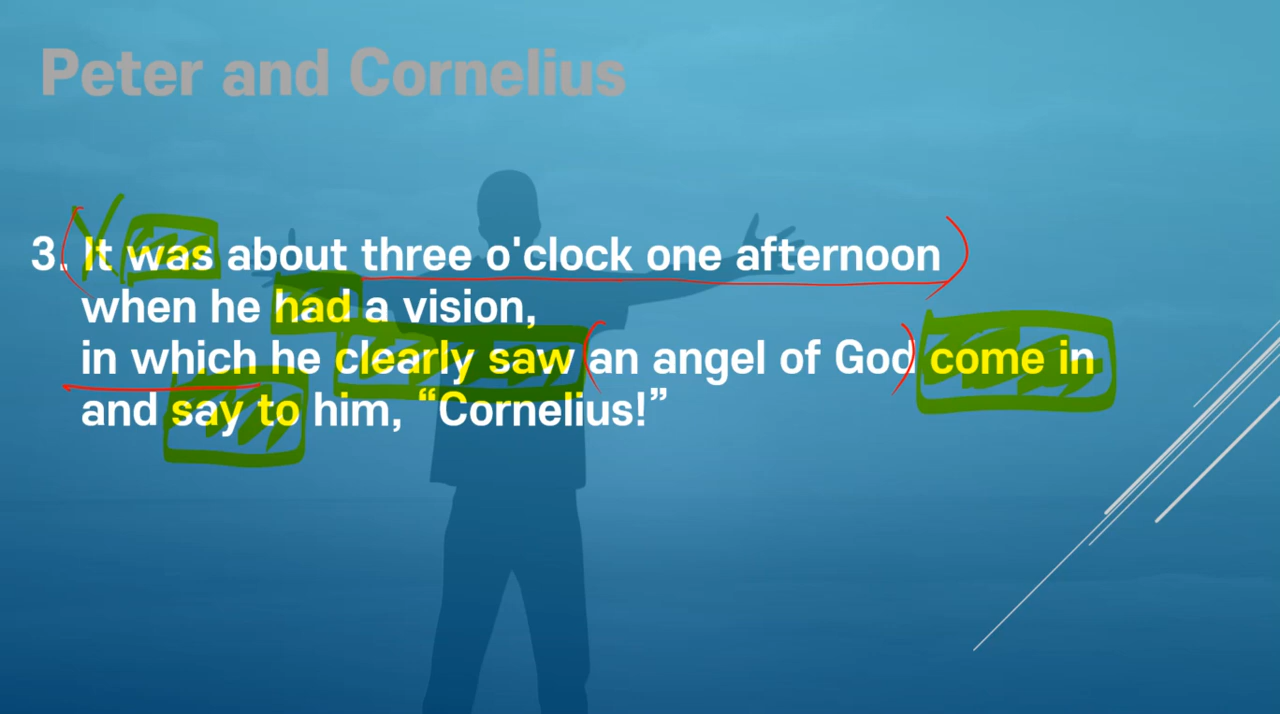 Peter and Cornelius
3. It was about three o'clock one afternoon
when he had a vision,
in which he clearly saw an angel of God come in
and say to him, “Cornelius!”